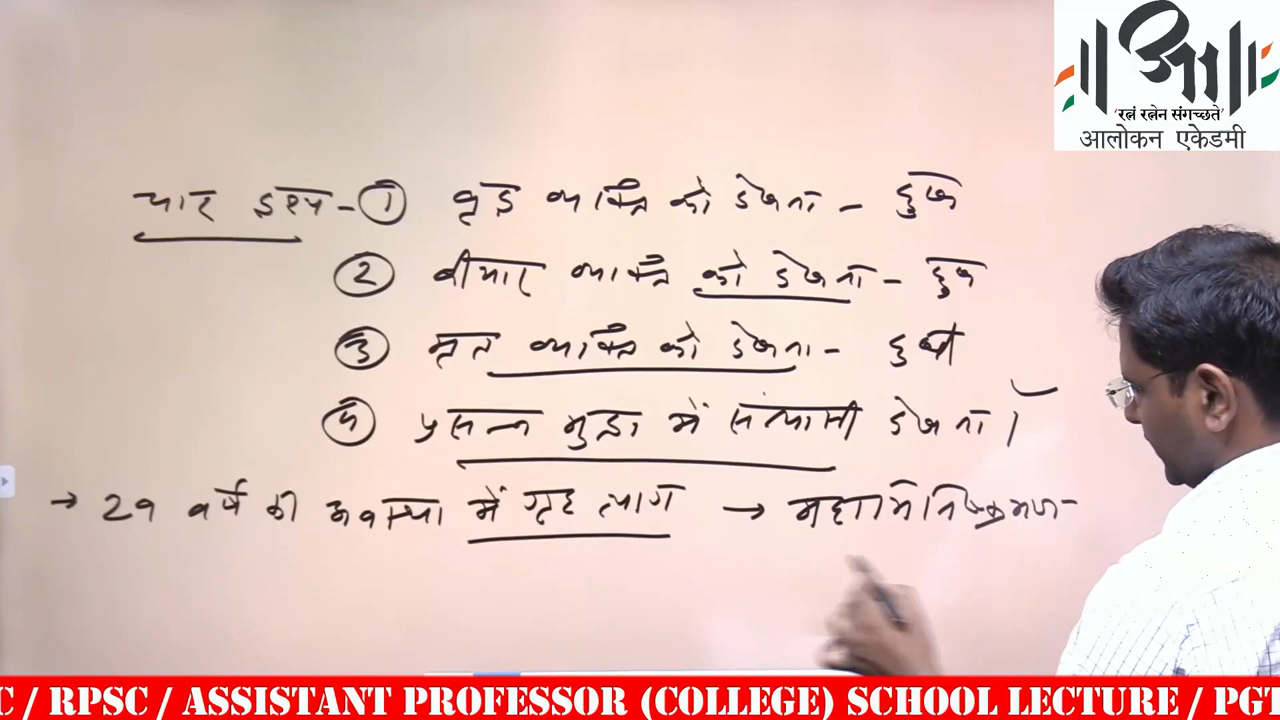 आ
'रत्नं रत्नेन संगच्छते'
आलोकन एकेडमी
चार दृश्य - ① वृद्ध व्यक्ति को देखना - दुख
② बीमार व्यक्ति को देखना - दुख
③ मृत व्यक्ति को देखना - दुखी
④ प्रसन्न मुद्रा में संन्यासी देखना।
→ 29 वर्ष की अवस्था में गृह त्याग → महाभिनिष्क्रमण -
C / RPSC / ASSISTANT PROFESSOR (COLLEGE) SCHOOL LECTURE / PGT